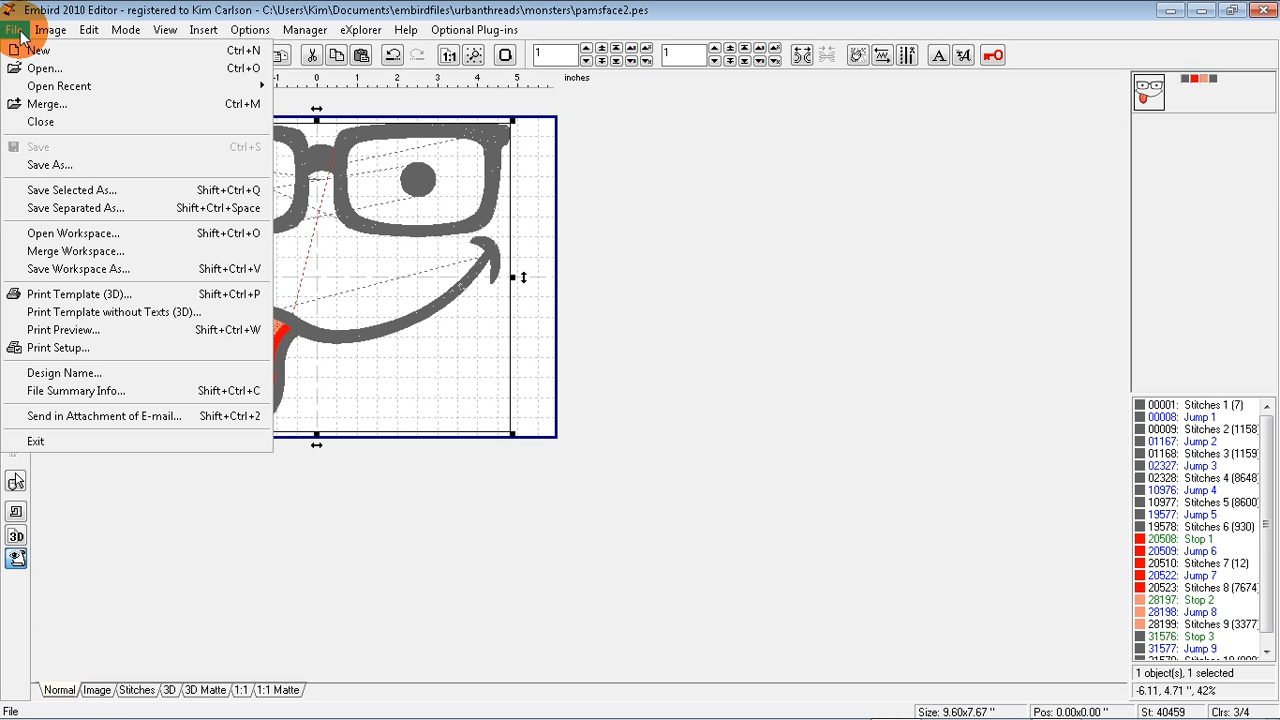 Embird 2010 Editor - registered to Kim Carlson - C:\Users\Kim\Documents\embirdfiles\urbanthreads\monsters\pamsface2.pes
File Image Edit Mode View Insert Options Manager eXplorer Help Optional Plug-ins
New Ctrl+N
Open... Ctrl+O
Open Recent
Merge... Ctrl+M
Close
Save Ctrl+S
Save As...
Save Selected As... Shift+Ctrl+Q
Save Separated As... Shift+Ctrl+Space
Open Workspace... Shift+Ctrl+O
Merge Workspace...
Save Workspace As... Shift+Ctrl+V
Print Template (3D)... Shift+Ctrl+P
Print Template without Texts (3D)...
Print Preview... Shift+Ctrl+W
Print Setup...
Design Name...
File Summary Info... Shift+Ctrl+C
Send in Attachment of E-mail... Shift+Ctrl+2
Exit
1 1:1 1 A
1 0 1 2 3 4 5 inches
3D
00001: Stitches 1 (7)
00008: Jump 1
00009: Stitches 2 (1158
01167: Jump 2
01168: Stitches 3 (1159
02327: Jump 3
02328: Stitches 4 (8648
10976: Jump 4
10977: Stitches 5 (8600
19577: Jump 5
19578: Stitches 6 (930)
20508: Stop 1
20509: Jump 6
20510: Stitches 7 (12)
20522: Jump 7
20523: Stitches 8 (7674
28197: Stop 2
28198: Jump 8
28199: Stitches 9 (3377
31576: Stop 3
31577: Jump 9
1 object(s), 1 selected
-6.11, 4.71 ", 42%
Normal Image Stitches 3D 3D Matte 1:1 1:1 Matte
File Size: 9.60x7.67 " Pos: 0.00x0.00 " St: 40459 Clrs: 3/4